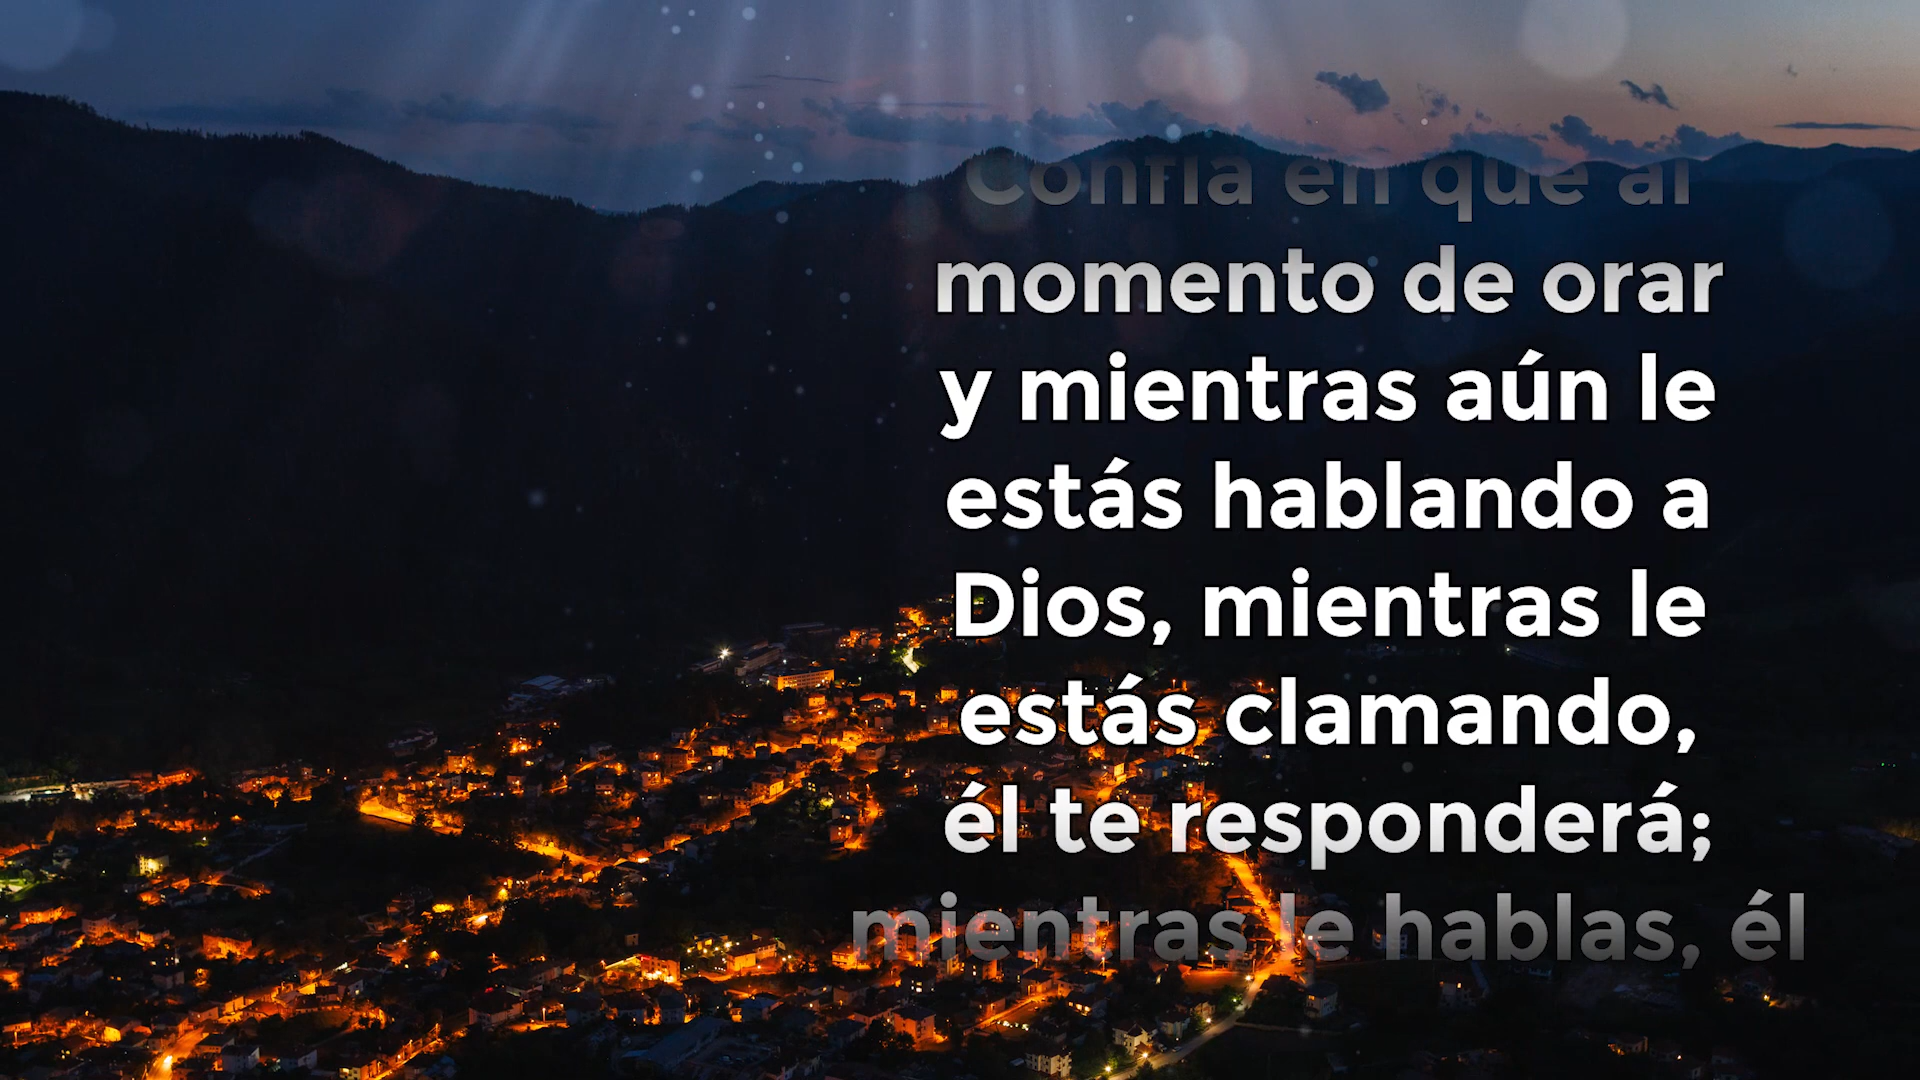 Confía en que al
momento de orar
y mientras aún le
estás hablando a
Dios, mientras le
estás clamando,
él te responderá;
mientras le hablas, él